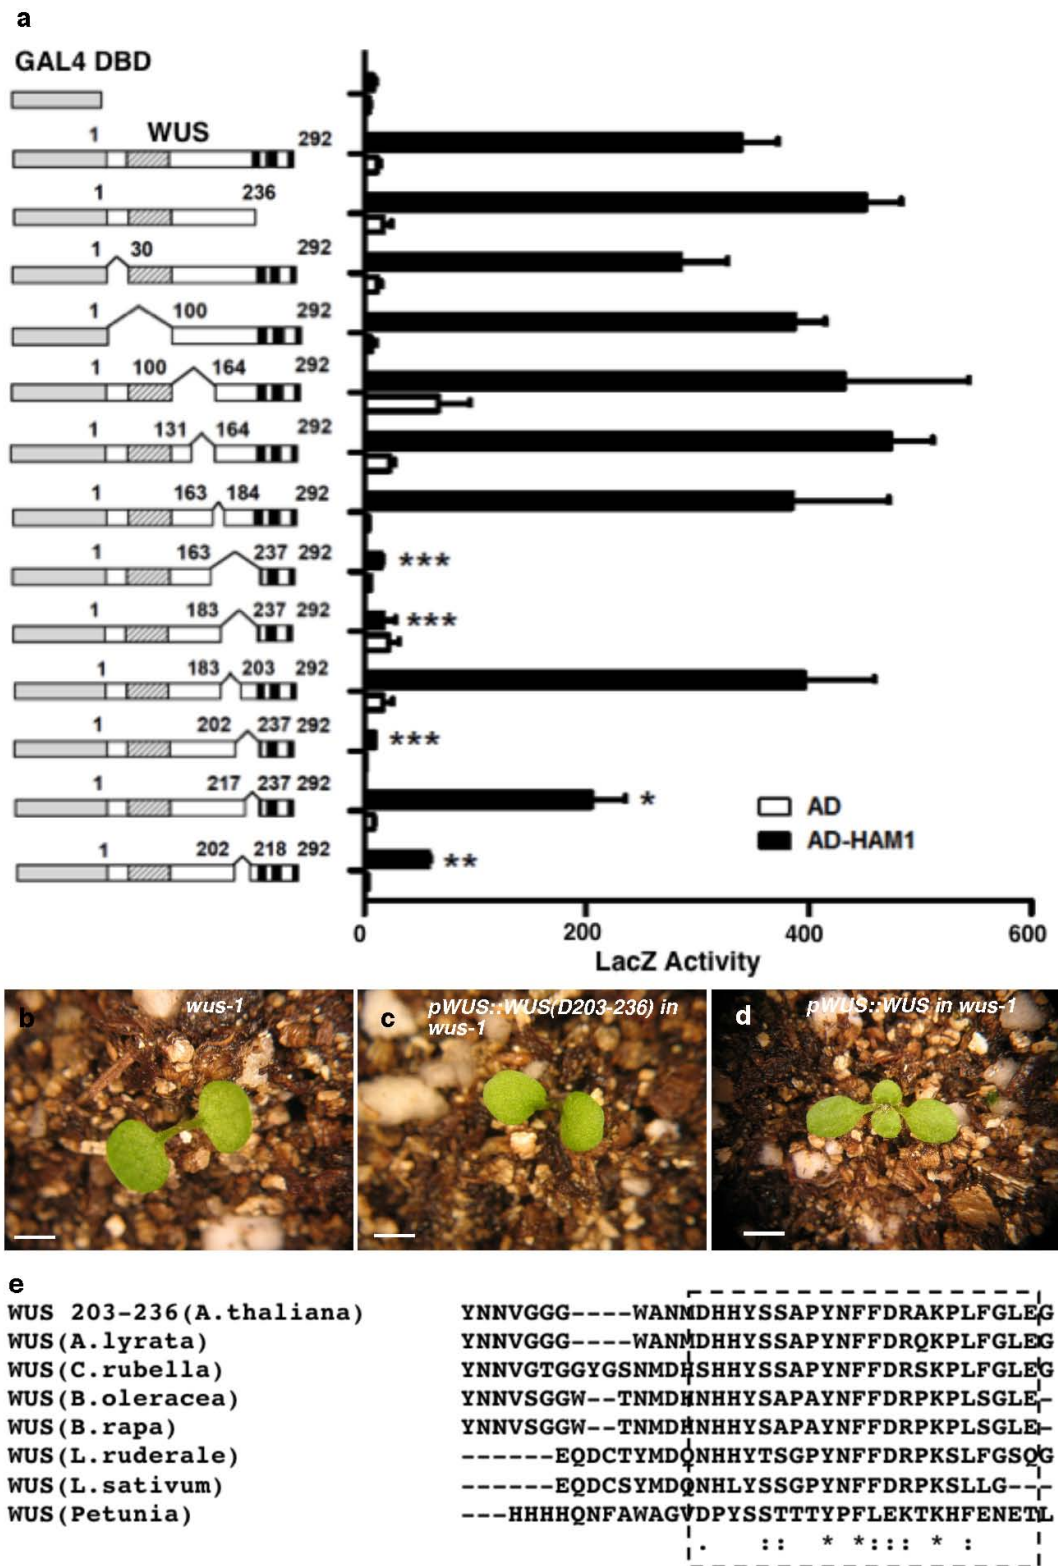 a
GAL4 DBD
1 WUS 292
1 236
1 30 292
1 100 292
1 100 164 292
1 131 164 292
1 163 184 292
1 163 237 292
***
1 183 237 292
***
1 183 203 292
1 202 237 292
***
1 217 237 292
*
1 202 218 292
**
AD
AD-HAM1
0 200 400 600
LacZ Activity
b wus-1
c pWUS::WUS(D203-236) in
wus-1
d pWUS::WUS in wus-1
e
WUS 203-236(A.thaliana) YNNVGGG----WANMDHHYSSAPYNFFDRAKPLFGLEG
WUS(A.lyrata) YNNVGGG----WANMDHHYSSAPYNFFDRQKPLFGLEG
WUS(C.rubella) YNNVGTGGYGSNMDHSHHYSSAPYNFFDRSKPLFGLEG
WUS(B.oleracea) YNNVSGGW--TNMDHNHHYSAPAYNFFDRPKPLSGLE-
WUS(B.rapa) YNNVSGGW--TNMDHNHHYSAPAYNFFDRPKPLSGLE-
WUS(L.ruderale) ------EQDCTYMDQNHHYTSGPYNFFDRPKSLFGSQG
WUS(L.sativum) ------EQDCSYMDQNHLYSSGPYNFFDRPKSLLG---
WUS(Petunia) ---HHHHQNFAWAGVDPYSSTTTYPFLEKTKHFENETL
. :: * *::: * :